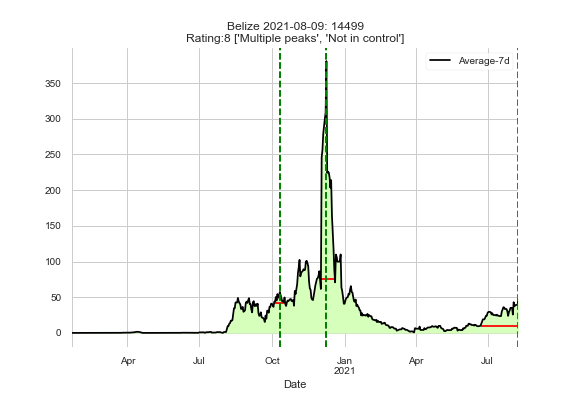 Belize 2021-08-09: 14499
Rating:8 ['Multiple peaks', 'Not in control']
Average-7d
350
300
250
200
150
100
50
0
Apr
Jul
Oct
Jan
2021
Apr
Jul
Date